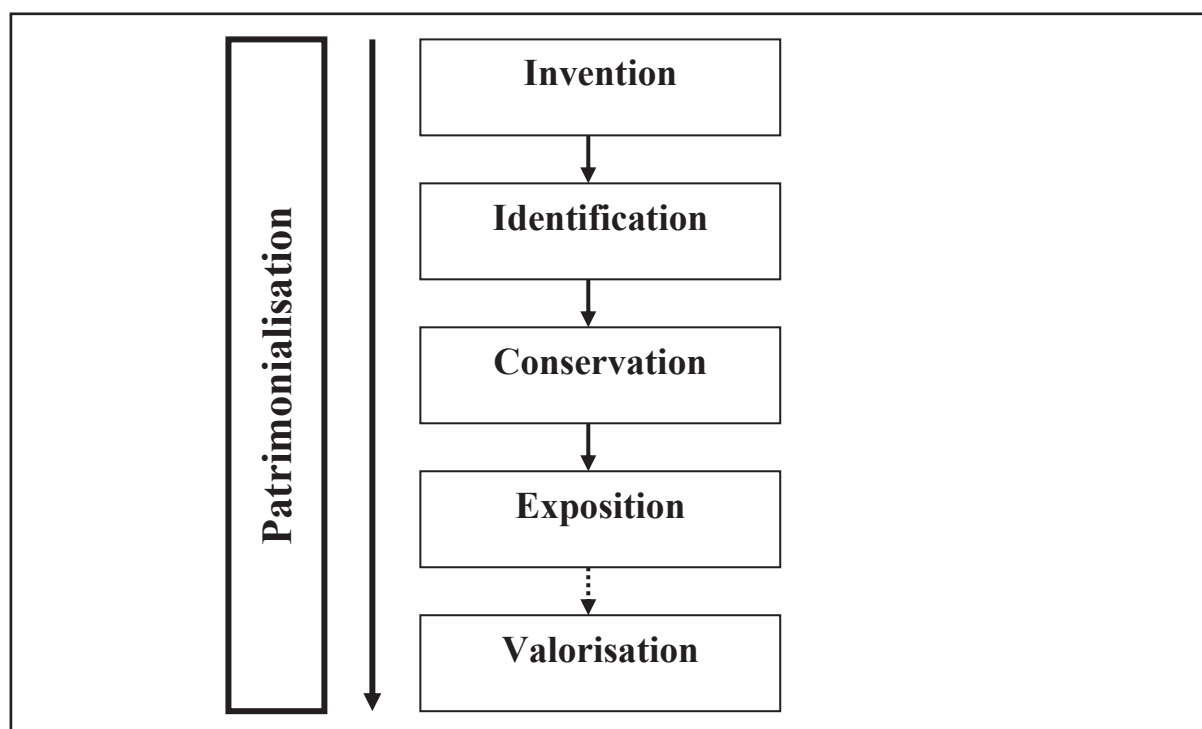 Patrimonialisation
Invention
Identification
Conservation
Exposition
Valorisation